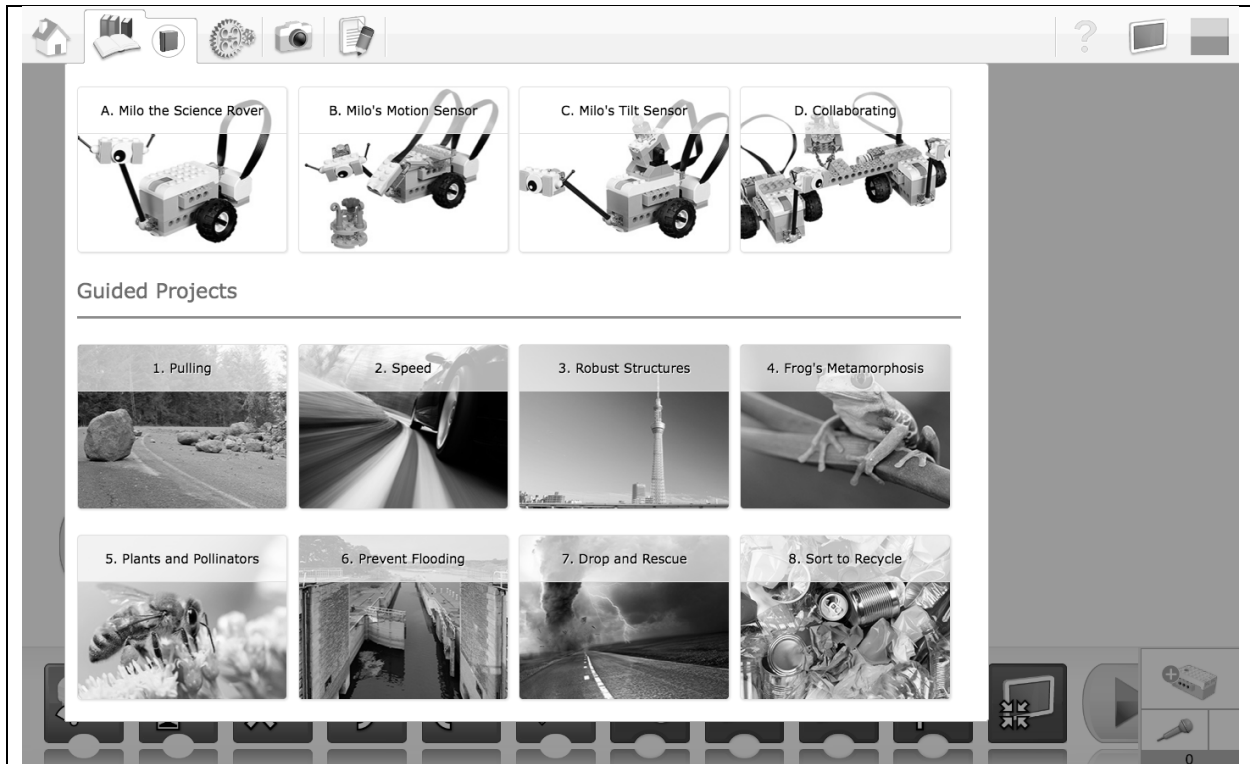 ?
A. Milo the Science Rover
B. Milo's Motion Sensor
C. Milo's Tilt Sensor
D. Collaborating
Guided Projects
1. Pulling
2. Speed
3. Robust Structures
4. Frog's Metamorphosis
5. Plants and Pollinators
6. Prevent Flooding
7. Drop and Rescue
8. Sort to Recycle
0